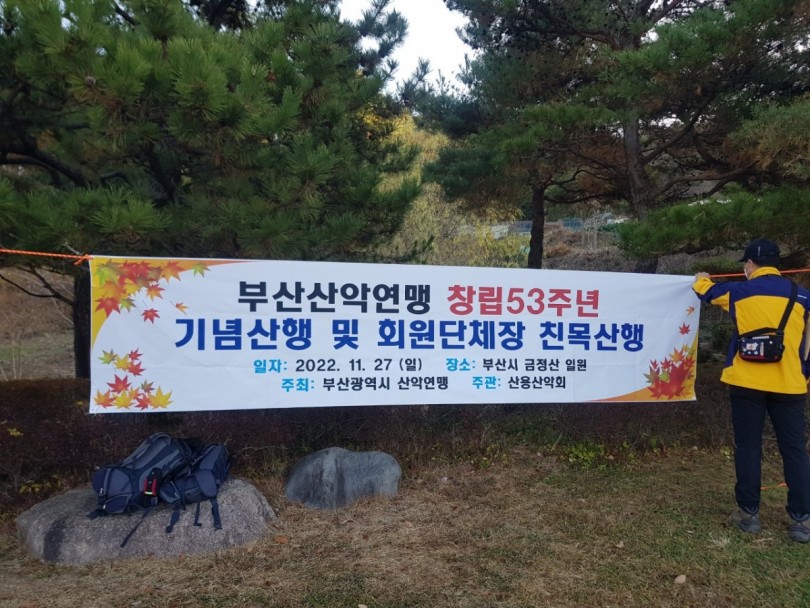 부산산악연맹 창립53주년
기념산행 및 회원단체장 친목산행
일자: 2022. 11. 27 (일) 장소: 부산시 금정산 일원
주최: 부산광역시 산악연맹 주관: 산용산악회